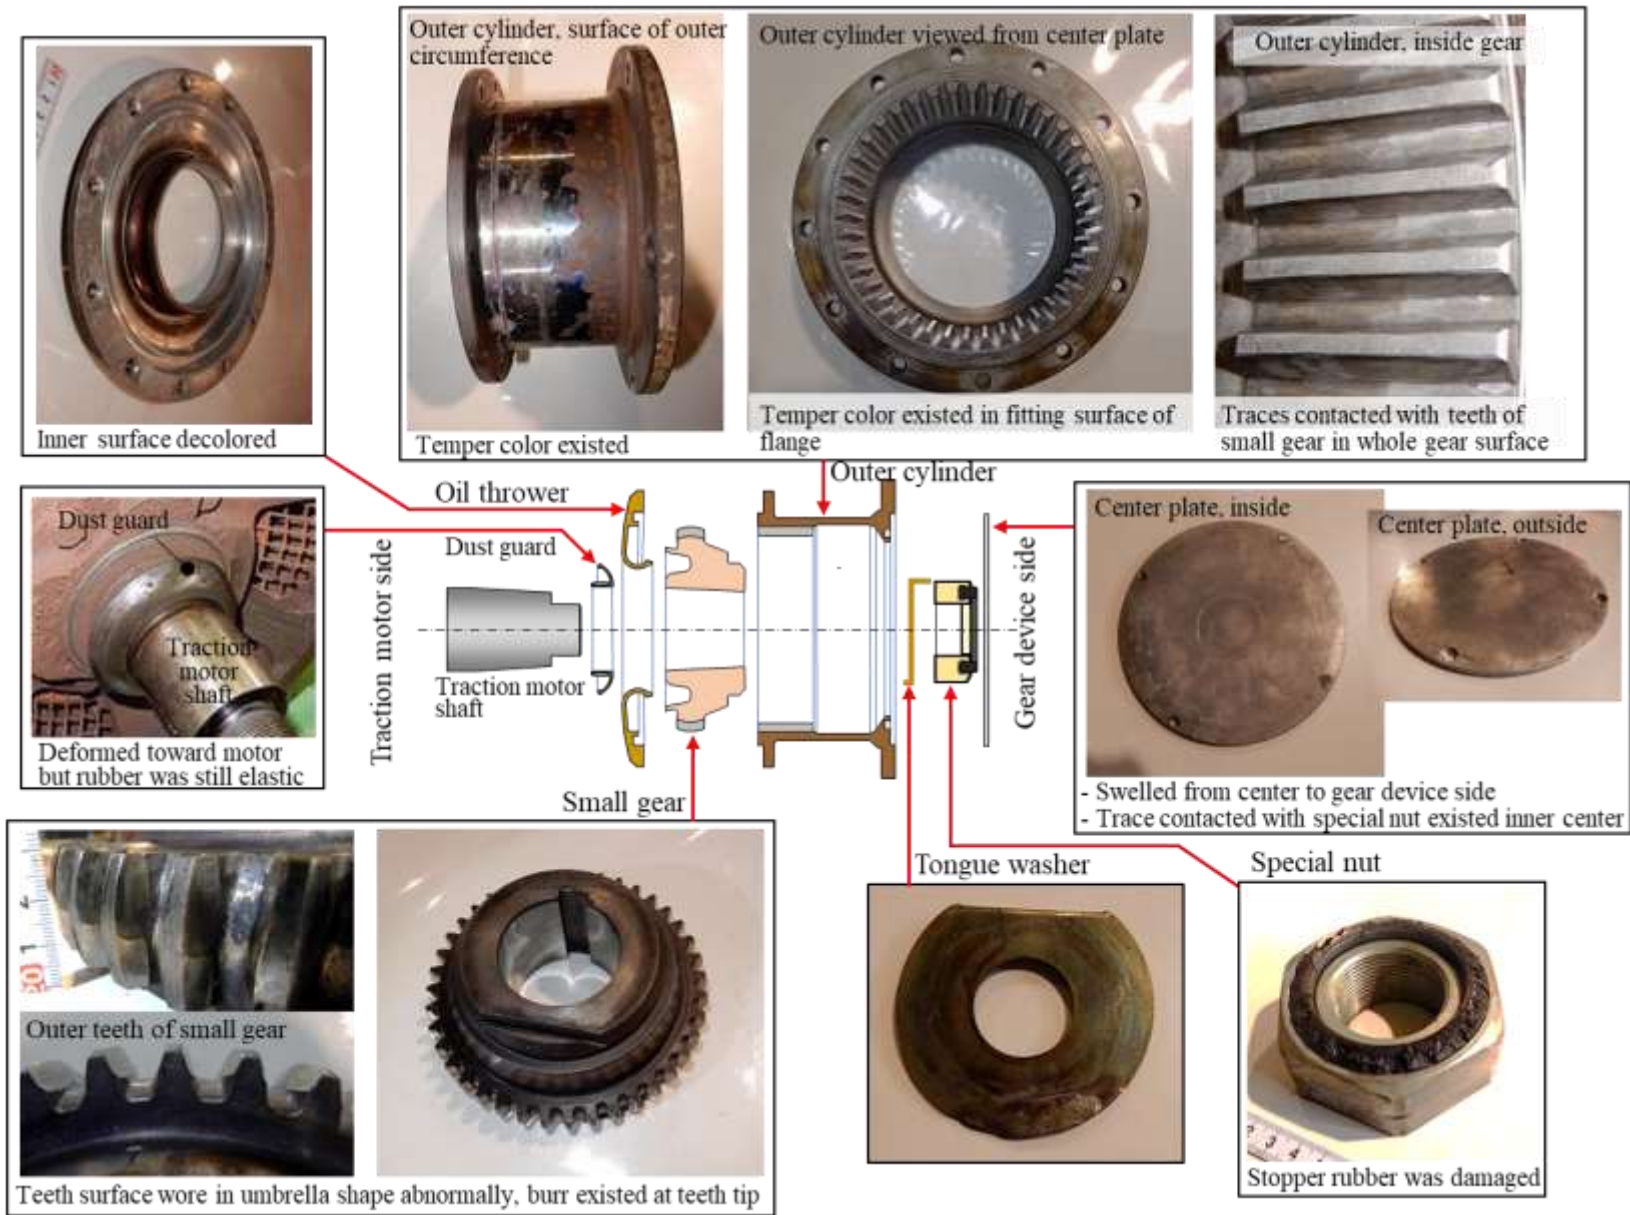 Outer cylinder, surface of outer
circumference
Outer cylinder viewed from center plate
Outer cylinder, inside gear
Inner surface decolored
Temper color existed
Temper color existed in fitting surface of
flange
Traces contacted with teeth of
small gear in whole gear surface
Outer cylinder
Oil thrower
Dust guard
Dust guard
Traction
motor
shaft
Deformed toward motor
but rubber was still elastic
Traction motor side
Traction motor
shaft
Gear device side
Center plate, inside
Center plate, outside
- Swelled from center to gear device side
- Trace contacted with special nut existed inner center
Small gear
Tongue washer
Special nut
Outer teeth of small gear
Teeth surface wore in umbrella shape abnormally, burr existed at teeth tip
2 3 4
Stopper rubber was damaged